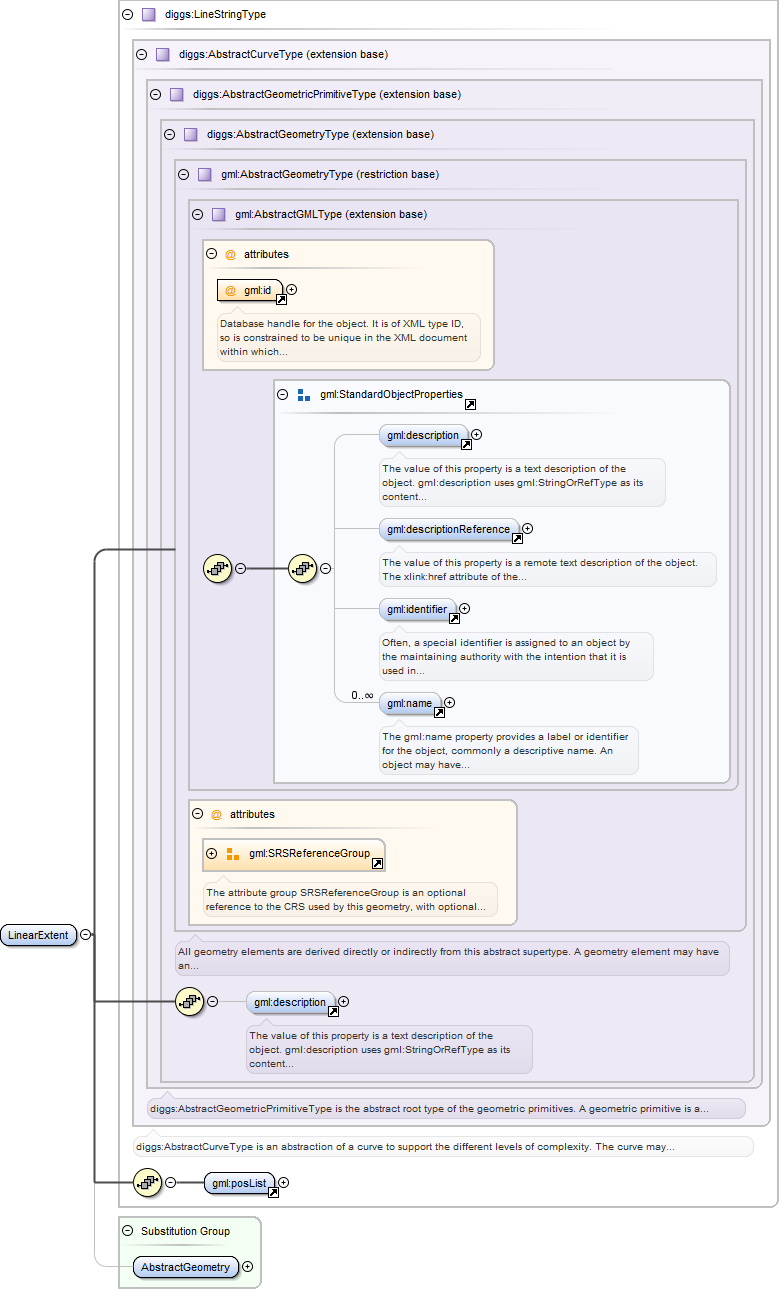 diggs:LineStringType
diggs:AbstractCurveType (extension base)
diggs:AbstractGeometricPrimitiveType (extension base)
diggs:AbstractGeometryType (extension base)
gml:AbstractGeometryType (restriction base)
gml:AbstractGMLType (extension base)
@ attributes
@ gml:id
Database handle for the object. It is of XML type ID,
so is constrained to be unique in the XML document
within which...
gml:StandardObjectProperties
gml:description
The value of this property is a text description of the
object. gml:description uses gml:StringOrRefType as its
content...
gml:descriptionReference
The value of this property is a remote text description of the object.
The xlink:href attribute of the...
gml:identifier
Often, a special identifier is assigned to an object by
the maintaining authority with the intention that it is
used in...
0..∞
gml:name
The gml:name property provides a label or identifier
for the object, commonly a descriptive name. An
object may have...
@ attributes
gml:SRSReferenceGroup
The attribute group SRSReferenceGroup is an optional
reference to the CRS used by this geometry, with optional...
LinearExtent
All geometry elements are derived directly or indirectly from this abstract supertype. A geometry element may have
an...
gml:description
The value of this property is a text description of the
object. gml:description uses gml:StringOrRefType as its
content...
diggs:AbstractGeometricPrimitiveType is the abstract root type of the geometric primitives. A geometric primitive is a...
diggs:AbstractCurveType is an abstraction of a curve to support the different levels of complexity. The curve may...
gml:posList
Substitution Group
AbstractGeometry